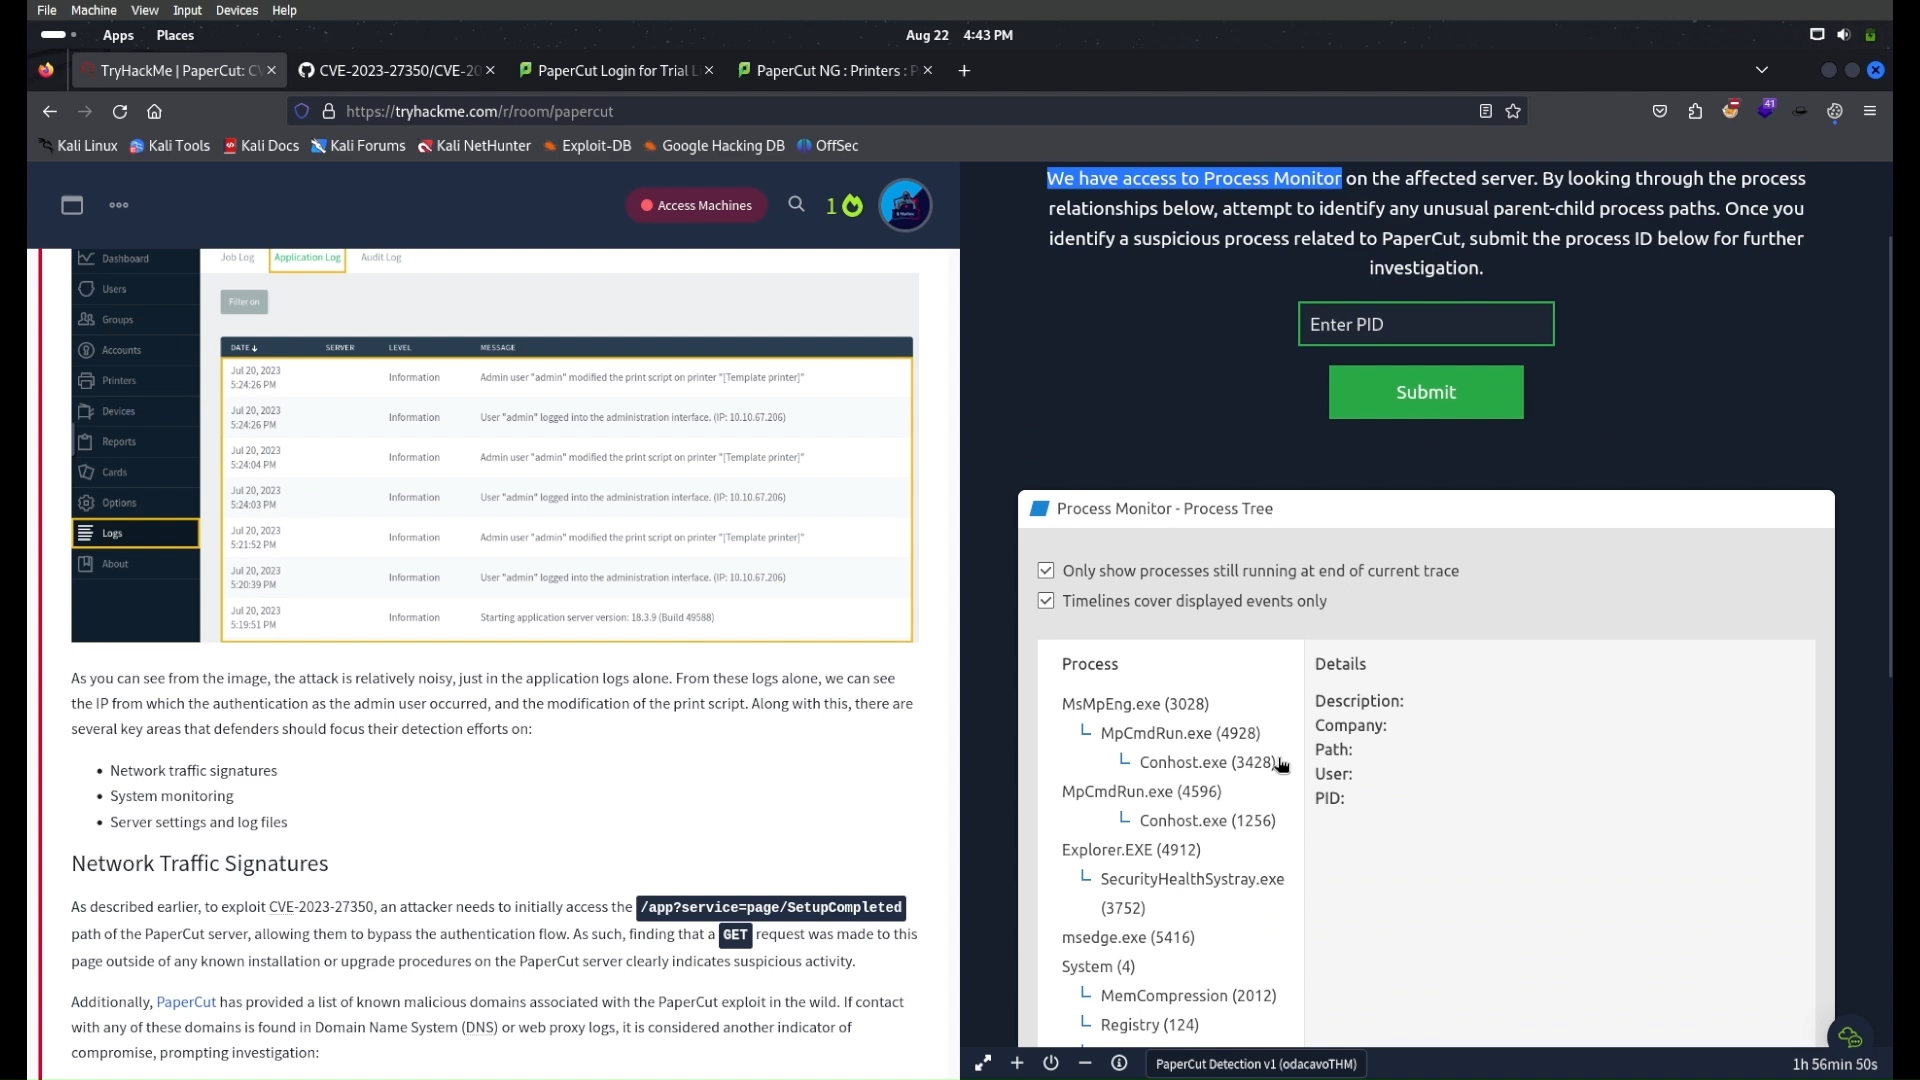 File Machine View Input Devices Help
Apps Places
Aug 22 4:43 PM
TryHackMe | PaperCut: CV
CVE-2023-27350/CVE-20
PaperCut Login for Trial L
PaperCut NG : Printers : P
https://tryhackme.com/r/room/papercut
41
Kali Linux Kali Tools Kali Docs Kali Forums Kali NetHunter Exploit-DB Google Hacking DB OffSec
Access Machines
1
Dashboard
Users
Groups
Accounts
Printers
Devices
Reports
Cards
Options
Logs
About
Job Log Application Log Audit Log
Filter on
DATE SERVER LEVEL MESSAGE
Jul 20, 2023
5:24:26 PM
Information
Admin user "admin" modified the print script on printer "[Template printer]"
Jul 20, 2023
5:24:26 PM
Information
User "admin" logged into the administration interface. (IP: 10.10.67.206)
Jul 20, 2023
5:24:04 PM
Information
Admin user "admin" modified the print script on printer "[Template printer]"
Jul 20, 2023
5:24:03 PM
Information
User "admin" logged into the administration interface. (IP: 10.10.67.206)
Jul 20, 2023
5:21:52 PM
Information
Admin user "admin" modified the print script on printer "[Template printer]"
Jul 20, 2023
5:20:39 PM
Information
User "admin" logged into the administration interface. (IP: 10.10.67.206)
Jul 20, 2023
5:19:51 PM
Information
Starting application server version: 18.3.9 (Build 49588)
As you can see from the image, the attack is relatively noisy, just in the application logs alone. From these logs alone, we can see
the IP from which the authentication as the admin user occurred, and the modification of the print script. Along with this, there are
several key areas that defenders should focus their detection efforts on:
• Network traffic signatures
• System monitoring
• Server settings and log files
Network Traffic Signatures
As described earlier, to exploit CVE-2023-27350, an attacker needs to initially access the /app?service=page/SetupCompleted
path of the PaperCut server, allowing them to bypass the authentication flow. As such, finding that a GET request was made to this
page outside of any known installation or upgrade procedures on the PaperCut server clearly indicates suspicious activity.
Additionally, PaperCut has provided a list of known malicious domains associated with the PaperCut exploit in the wild. If contact
with any of these domains is found in Domain Name System (DNS) or web proxy logs, it is considered another indicator of
compromise, prompting investigation:
We have access to Process Monitor on the affected server. By looking through the process
relationships below, attempt to identify any unusual parent-child process paths. Once you
identify a suspicious process related to PaperCut, submit the process ID below for further
investigation.
Enter PID
Submit
Process Monitor - Process Tree
Only show processes still running at end of current trace
Timelines cover displayed events only
Process
MsMpEng.exe (3028)
MpCmdRun.exe (4928)
Conhost.exe (3428)
MpCmdRun.exe (4596)
Conhost.exe (1256)
Explorer.EXE (4912)
SecurityHealthSystray.exe
(3752)
msedge.exe (5416)
System (4)
MemCompression (2012)
Registry (124)
Details
Description:
Company:
Path:
User:
PID:
PaperCut Detection v1 (odacavoTHM)
1h 56min 50s